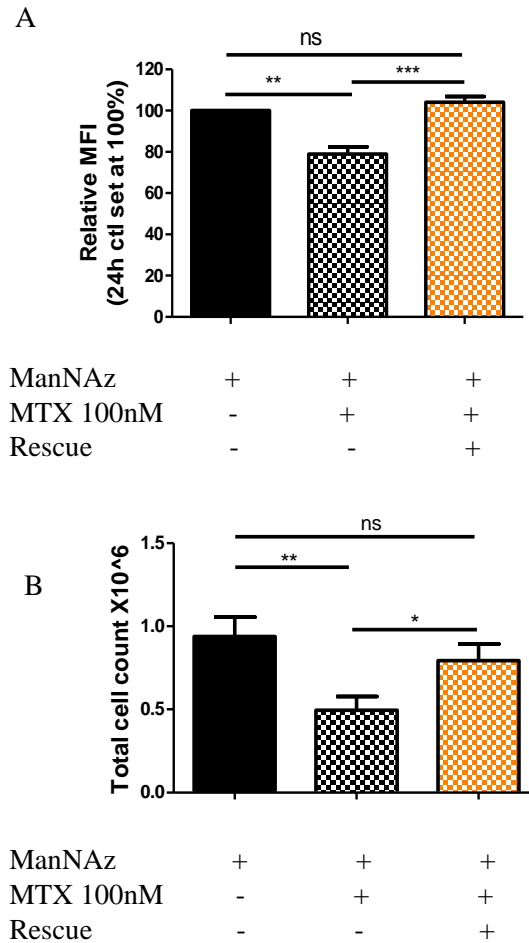 A
ns
**
***
Relative MFI
(24h ctl set at 100%)
120
100
80
60
40
20
0
ManNAz + + +
MTX 100nM - + +
Rescue - - +
B
ns
**
*
Total cell count X10^6
1.5
1.0
0.5
0.0
ManNAz + + +
MTX 100nM - + +
Rescue - - +